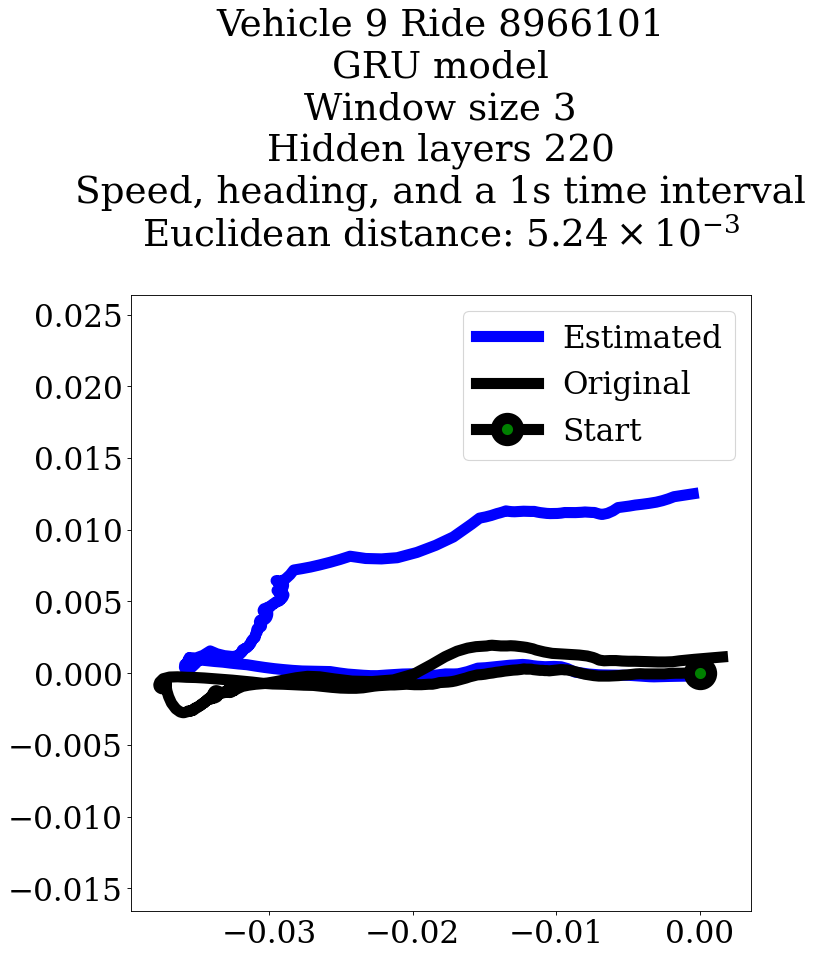 Vehicle 9 Ride 8966101
GRU model
Window size 3
Hidden layers 220
Speed, heading, and a 1s time interval
Euclidean distance: 5.24 × 10⁻³
Estimated
Original
Start
0.025
0.020
0.015
0.010
0.005
0.000
−0.005
−0.010
−0.015
−0.03 −0.02 −0.01 0.00